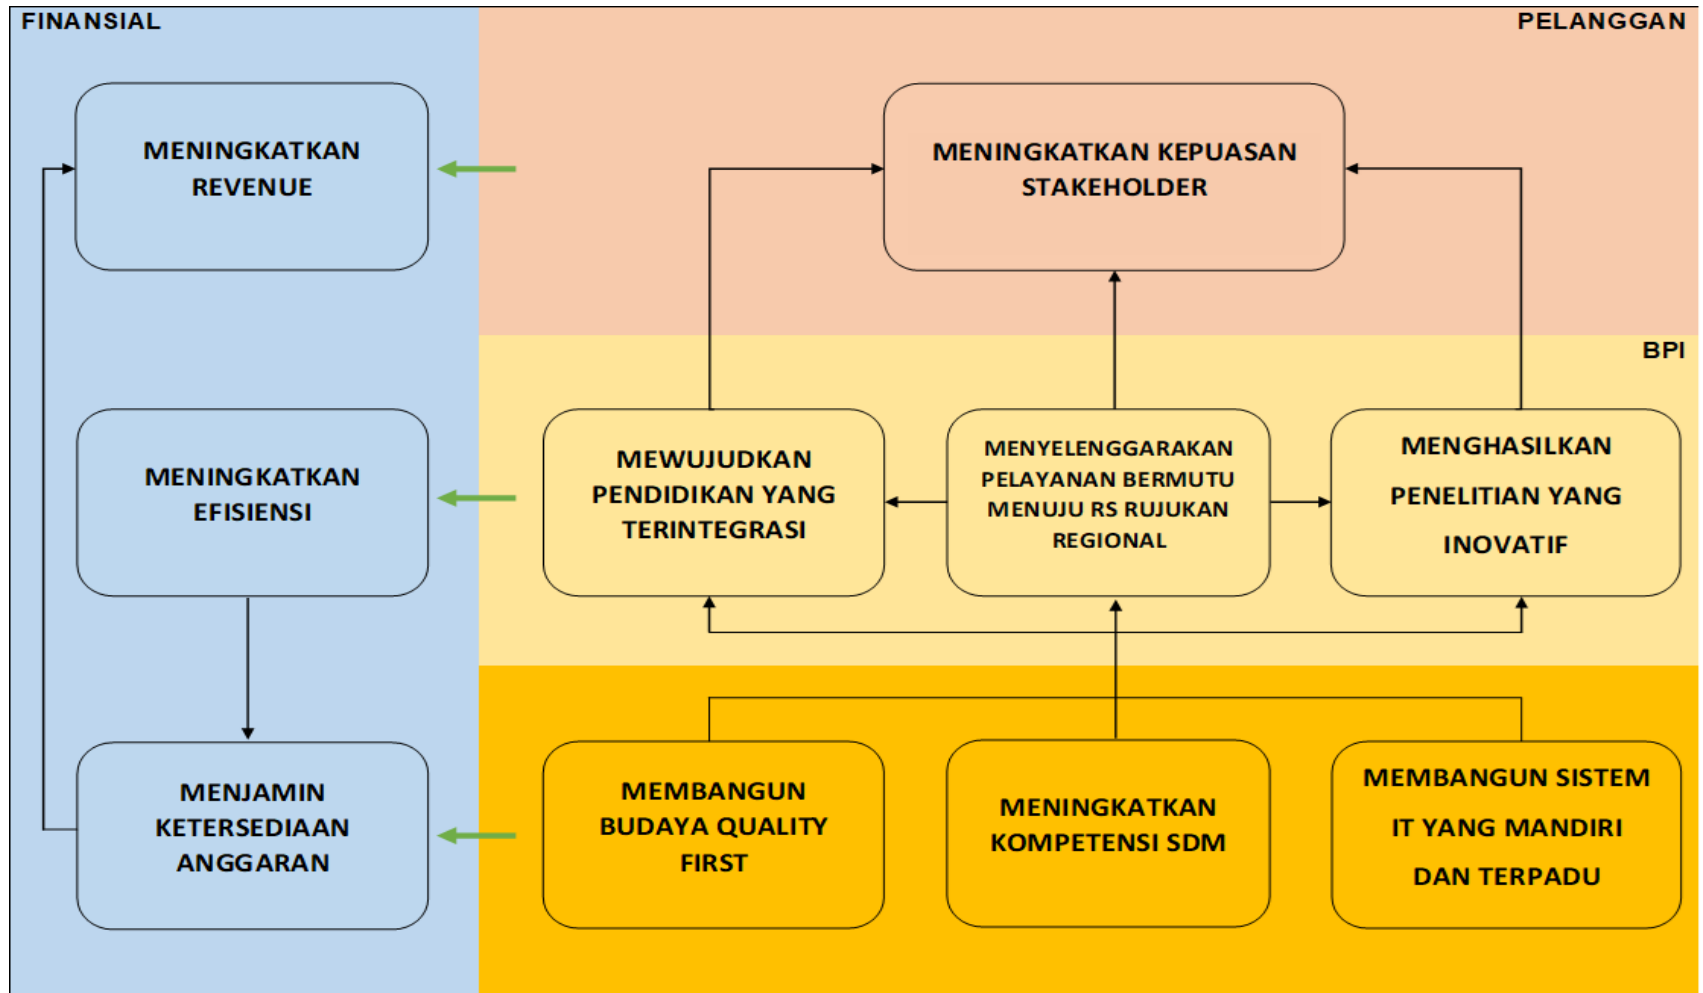 FINANSIAL
PELANGGAN
MENINGKATKAN
REVENUE
MENINGKATKAN KEPUASAN
STAKEHOLDER
BPI
MENINGKATKAN
EFISIENSI
MEWUJUDKAN
PENDIDIKAN YANG
TERINTEGRASI
MENYELENGGARAKAN
PELAYANAN BERMUTU
MENUJU RS RUJUKAN
REGIONAL
MENGHASILKAN
PENELITIAN YANG
INOVATIF
MENJAMIN
KETERSEDIAAN
ANGGARAN
MEMBANGUN
BUDAYA QUALITY
FIRST
MENINGKATKAN
KOMPETENSI SDM
MEMBANGUN SISTEM
IT YANG MANDIRI
DAN TERPADU